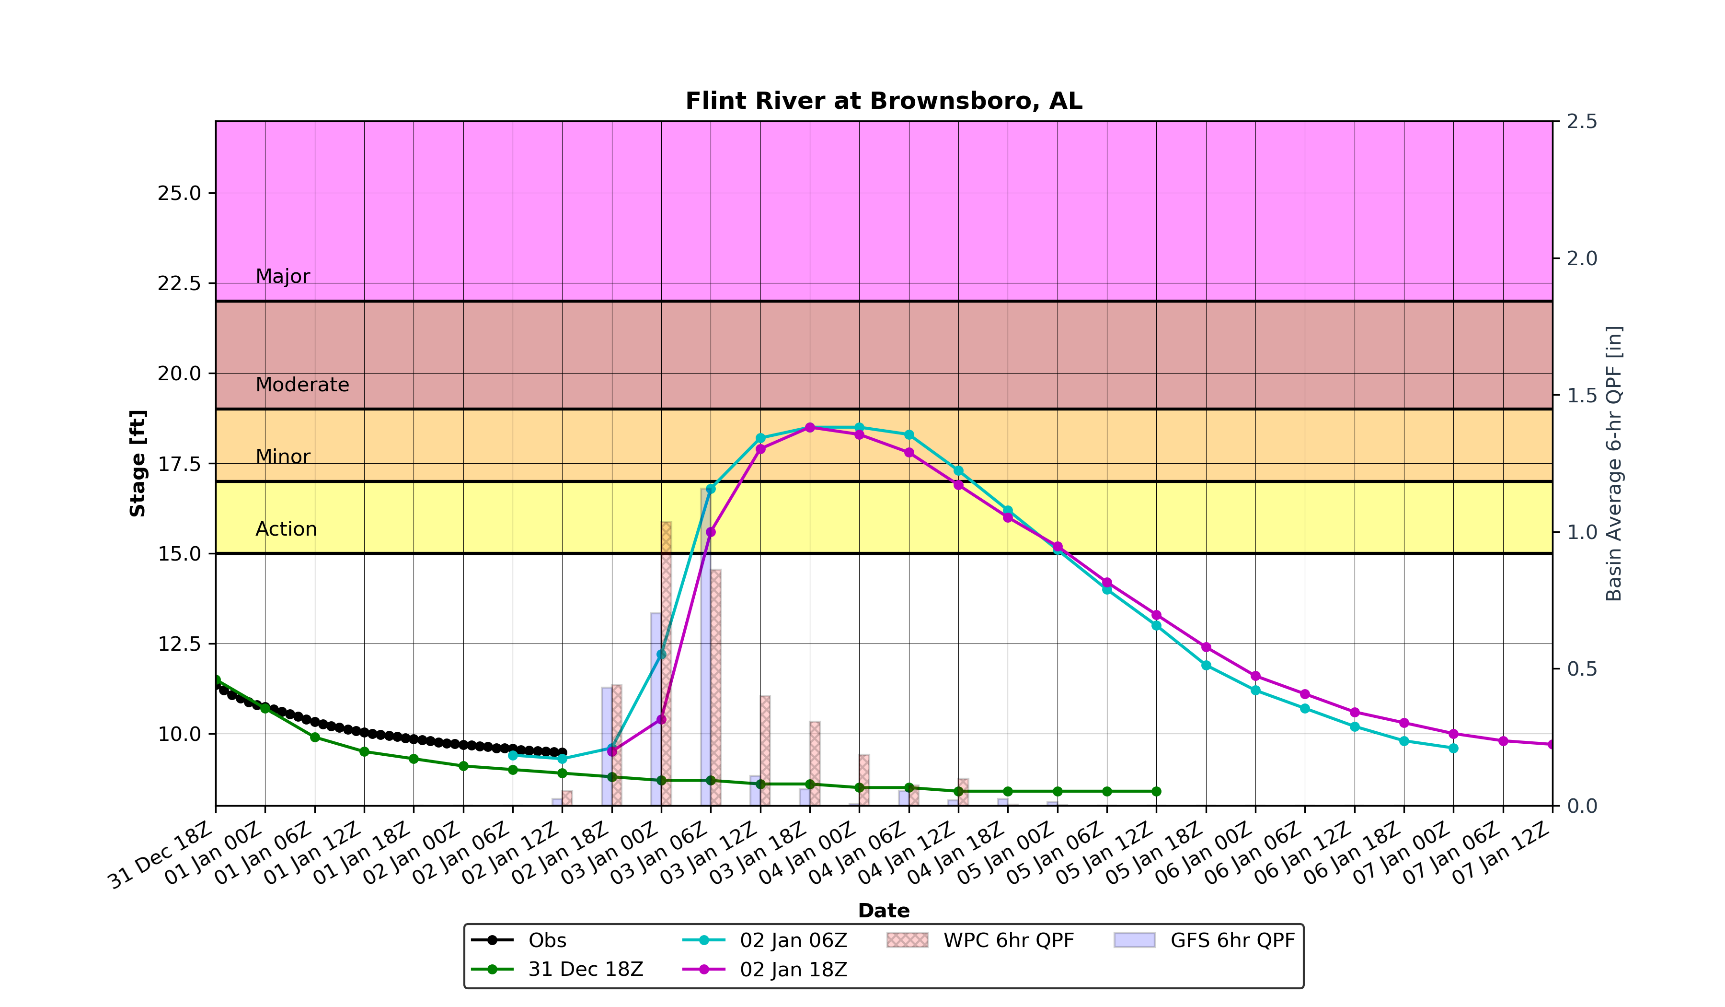 Flint River at Brownsboro, AL
Stage [ft]
25.0
22.5
20.0
17.5
15.0
12.5
10.0
Major
Moderate
Minor
Action
2.5
2.0
1.5
1.0
0.5
0.0
Basin Average 6-hr QPF [in]
31 Dec 18Z
01 Jan 00Z
01 Jan 06Z
01 Jan 12Z
01 Jan 18Z
02 Jan 00Z
02 Jan 06Z
02 Jan 12Z
02 Jan 18Z
03 Jan 00Z
03 Jan 06Z
03 Jan 12Z
03 Jan 18Z
04 Jan 00Z
04 Jan 06Z
04 Jan 12Z
04 Jan 18Z
05 Jan 00Z
05 Jan 06Z
05 Jan 12Z
05 Jan 18Z
06 Jan 00Z
06 Jan 06Z
06 Jan 12Z
06 Jan 18Z
07 Jan 00Z
07 Jan 06Z
07 Jan 12Z
Date
Obs
31 Dec 18Z
02 Jan 06Z
02 Jan 18Z
WPC 6hr QPF
GFS 6hr QPF